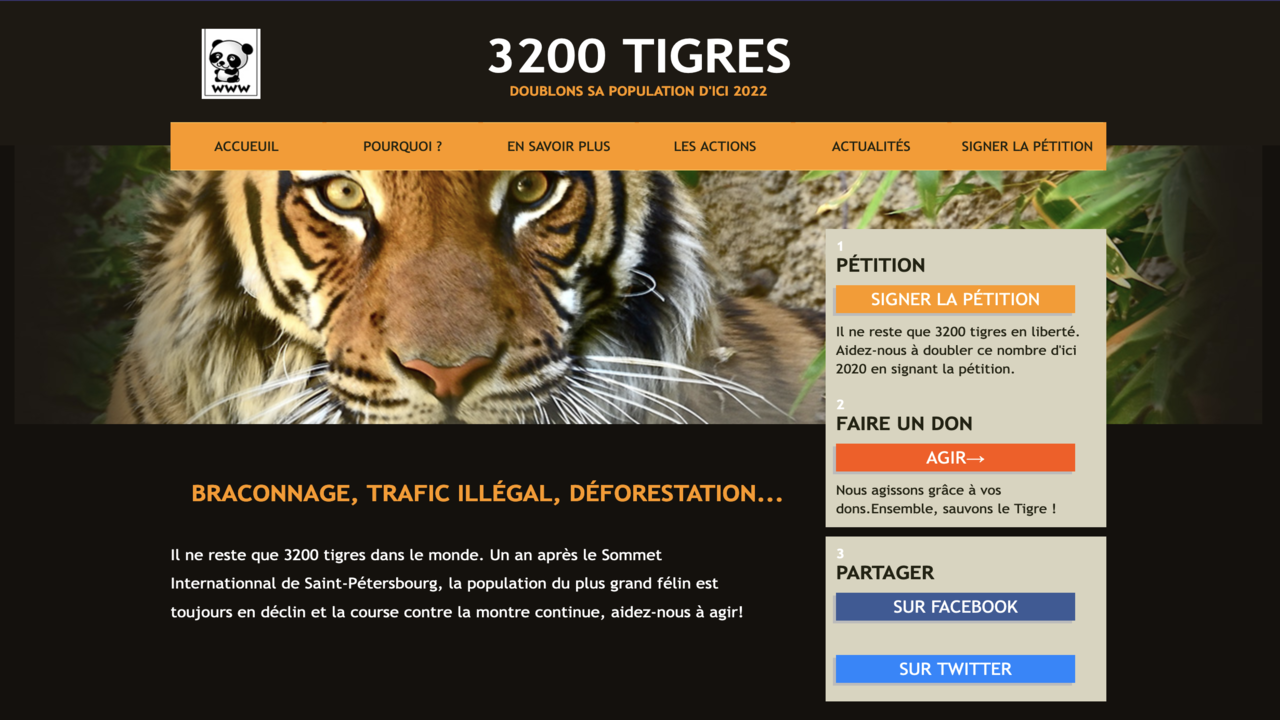 WWW
3200 TIGRES
DOUBLONS SA POPULATION D'ICI 2022
ACCUEUIL
POURQUOI ?
EN SAVOIR PLUS
LES ACTIONS
ACTUALITÉS
SIGNER LA PÉTITION
1
PÉTITION
SIGNER LA PÉTITION
Il ne reste que 3200 tigres en liberté.
Aidez-nous à doubler ce nombre d'ici
2020 en signant la pétition.
2
FAIRE UN DON
AGIR→
Nous agissons grâce à vos
dons.Ensemble, sauvons le Tigre !
BRACONNAGE, TRAFIC ILLÉGAL, DÉFORESTATION...
Il ne reste que 3200 tigres dans le monde. Un an après le Sommet
Internationnal de Saint-Pétersbourg, la population du plus grand félin est
toujours en déclin et la course contre la montre continue, aidez-nous à agir!
3
PARTAGER
SUR FACEBOOK
SUR TWITTER